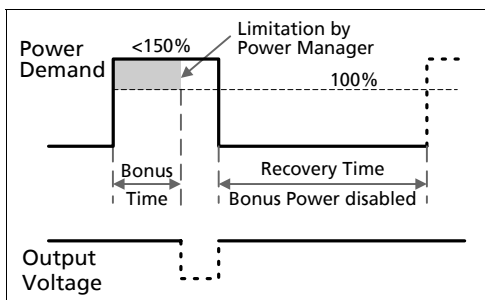 Power
Demand
<150%
Limitation by
Power Manager
100%
Bonus
Time
Recovery Time
Bonus Power disabled
Output
Voltage